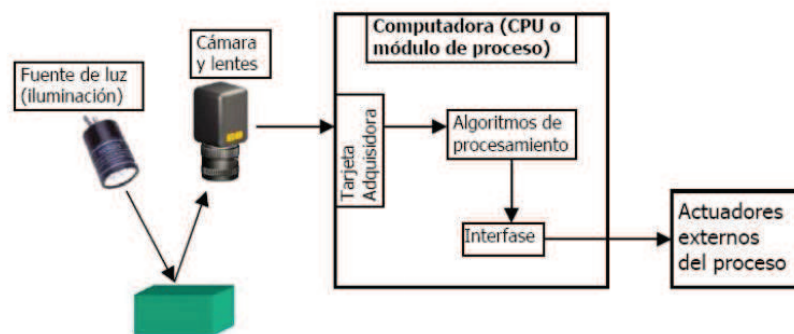 Fuente de luz
(iluminación)
Cámara
y lentes
Computadora (CPU o
módulo de proceso)
Tarjeta
Adquisidora
Algoritmos de
procesamiento
Interfase
Actuadores
externos
del proceso